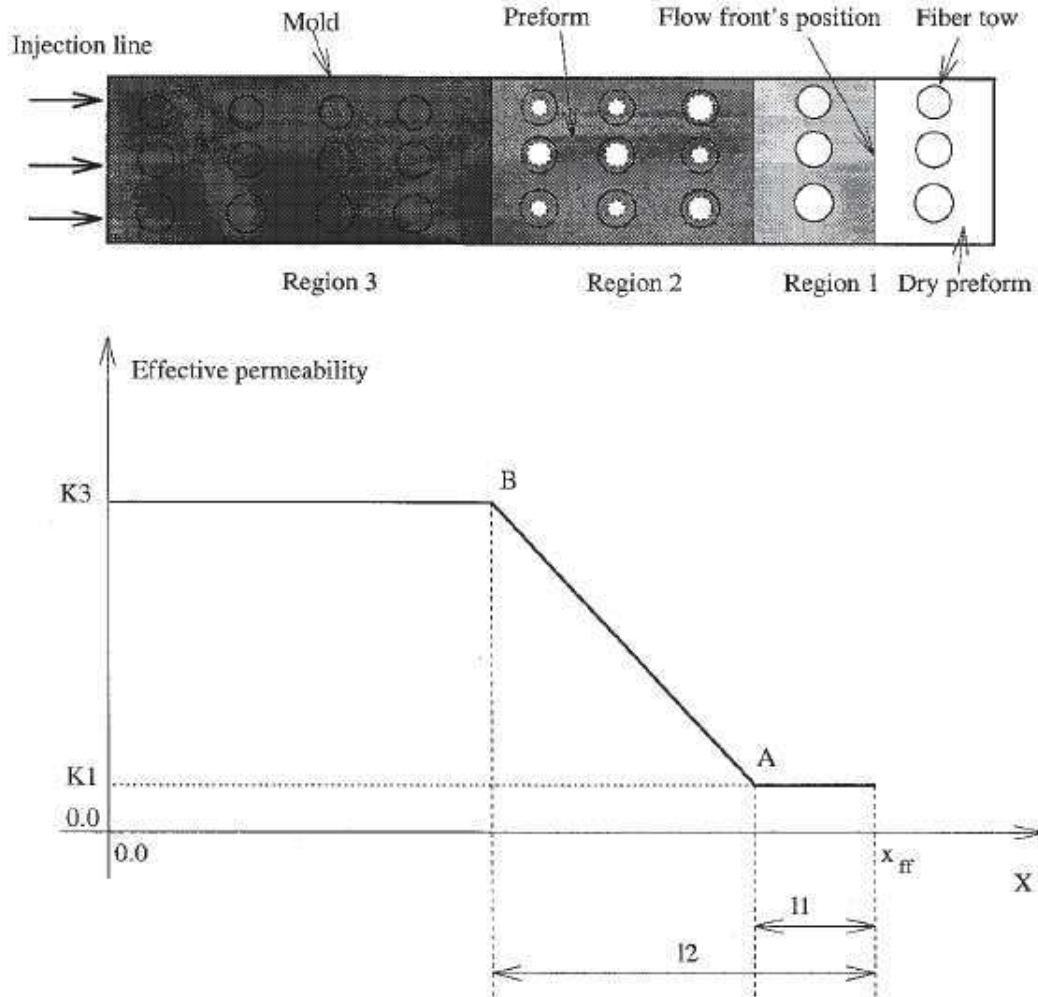 Mold
Preform
Flow front's position
Fiber tow
Injection line
Region 3
Region 2
Region 1
Dry preform
Effective permeability
K3
B
A
K1
0.0
0.0
x ff
X
l1
l2